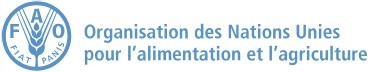 FAO
FIAT PANIS
Organisation des Nations Unies
pour l'alimentation et l'agriculture